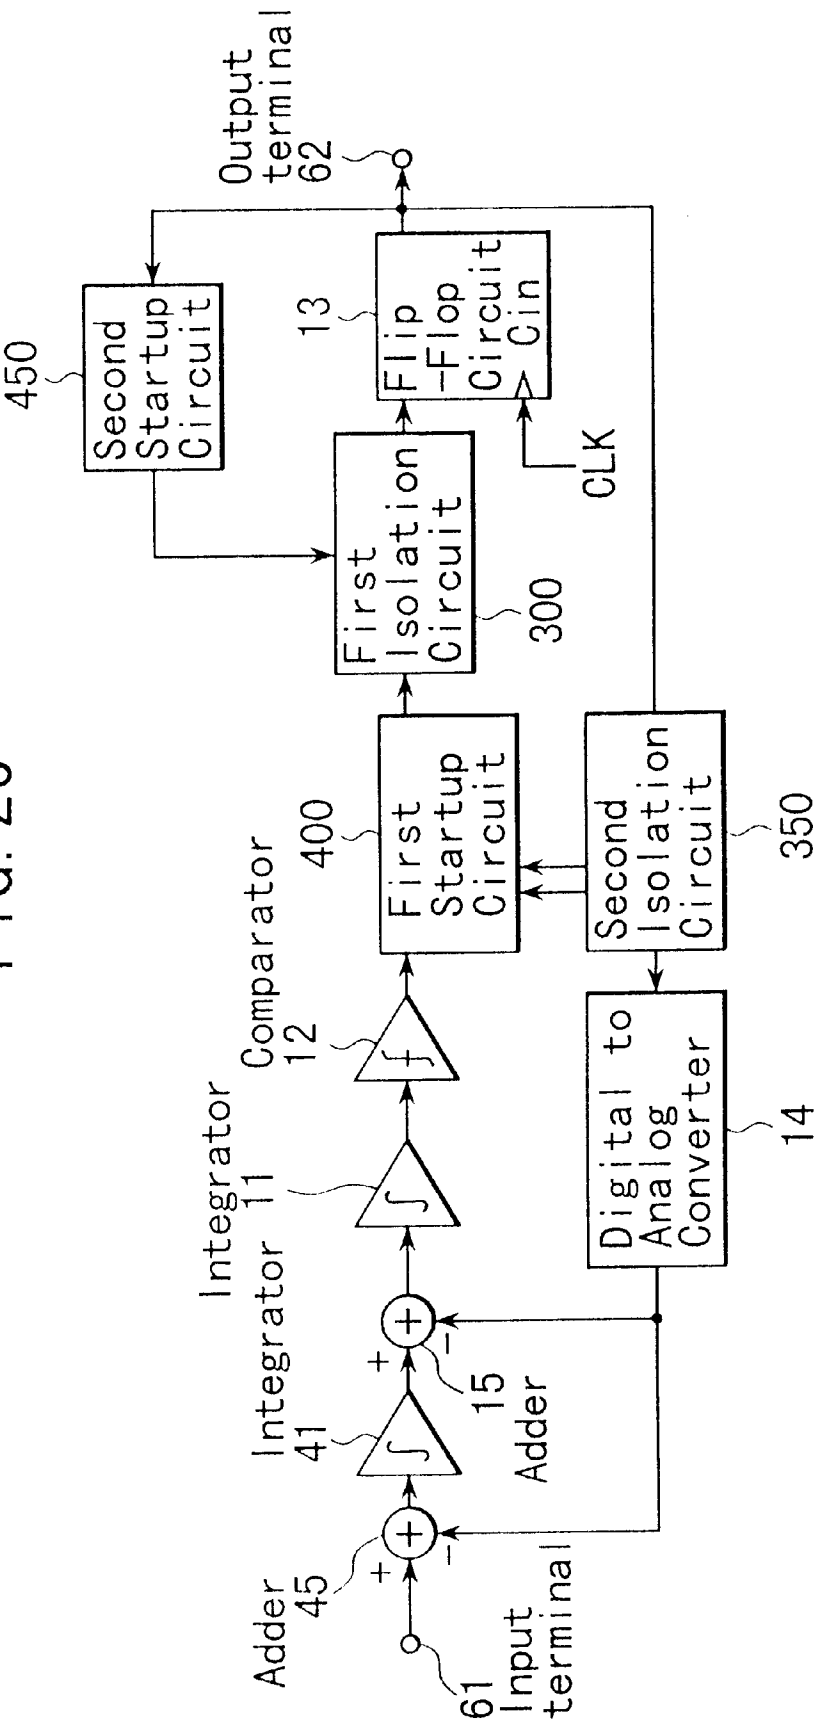 450
Second
Startup
Circuit
Output
terminal
62
13
Flip
-Flop
Circuit
Cin
CLK
First
Isolation
Circuit
300
400
First
Startup
Circuit
Second
Isolation
Circuit
350
Comparator
12
∫
Integrator
11
∫
Digital to
Analog
Converter
14
Integrator
41
∫
+
+
−
15
Adder
Adder
45
+
+
−
61
Input
terminal